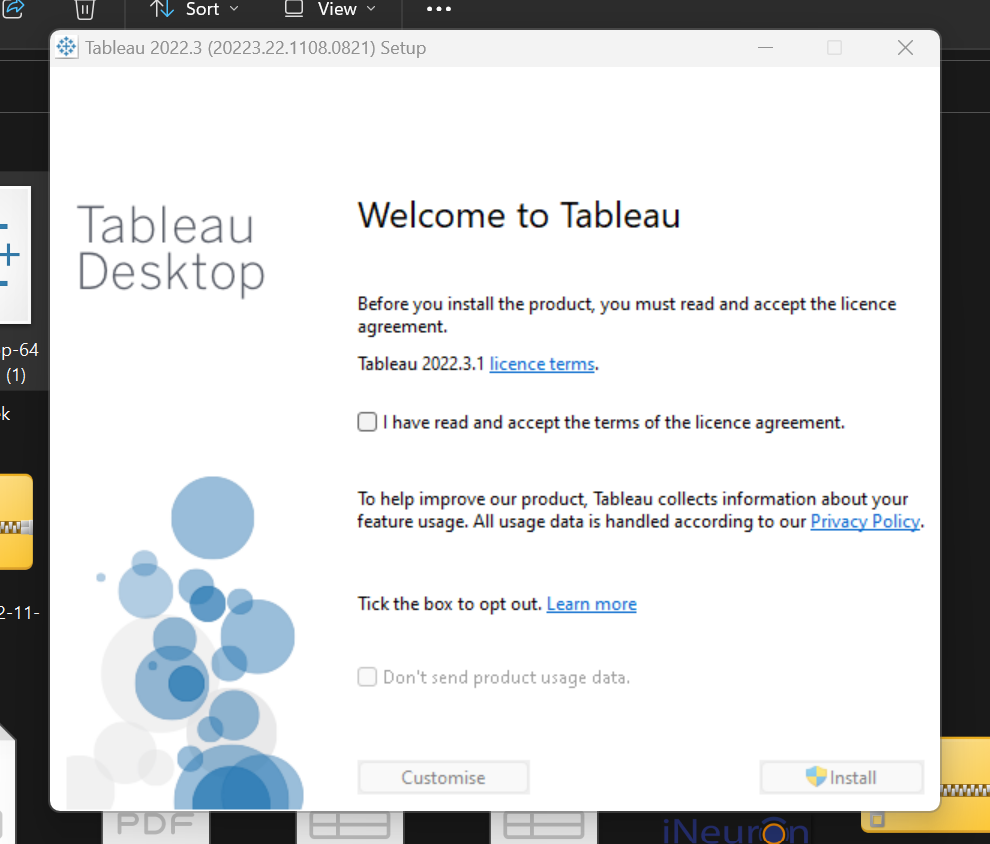 Sort
View
Tableau 2022.3 (20223.22.1108.0821) Setup
Tableau
Desktop
Welcome to Tableau
Before you install the product, you must read and accept the licence
agreement.
Tableau 2022.3.1 licence terms.
I have read and accept the terms of the licence agreement.
To help improve our product, Tableau collects information about your
feature usage. All usage data is handled according to our Privacy Policy.
Tick the box to opt out. Learn more
Don't send product usage data.
Customise
Install
p-64
(1)
k
2-11-
PDF
iNeuron